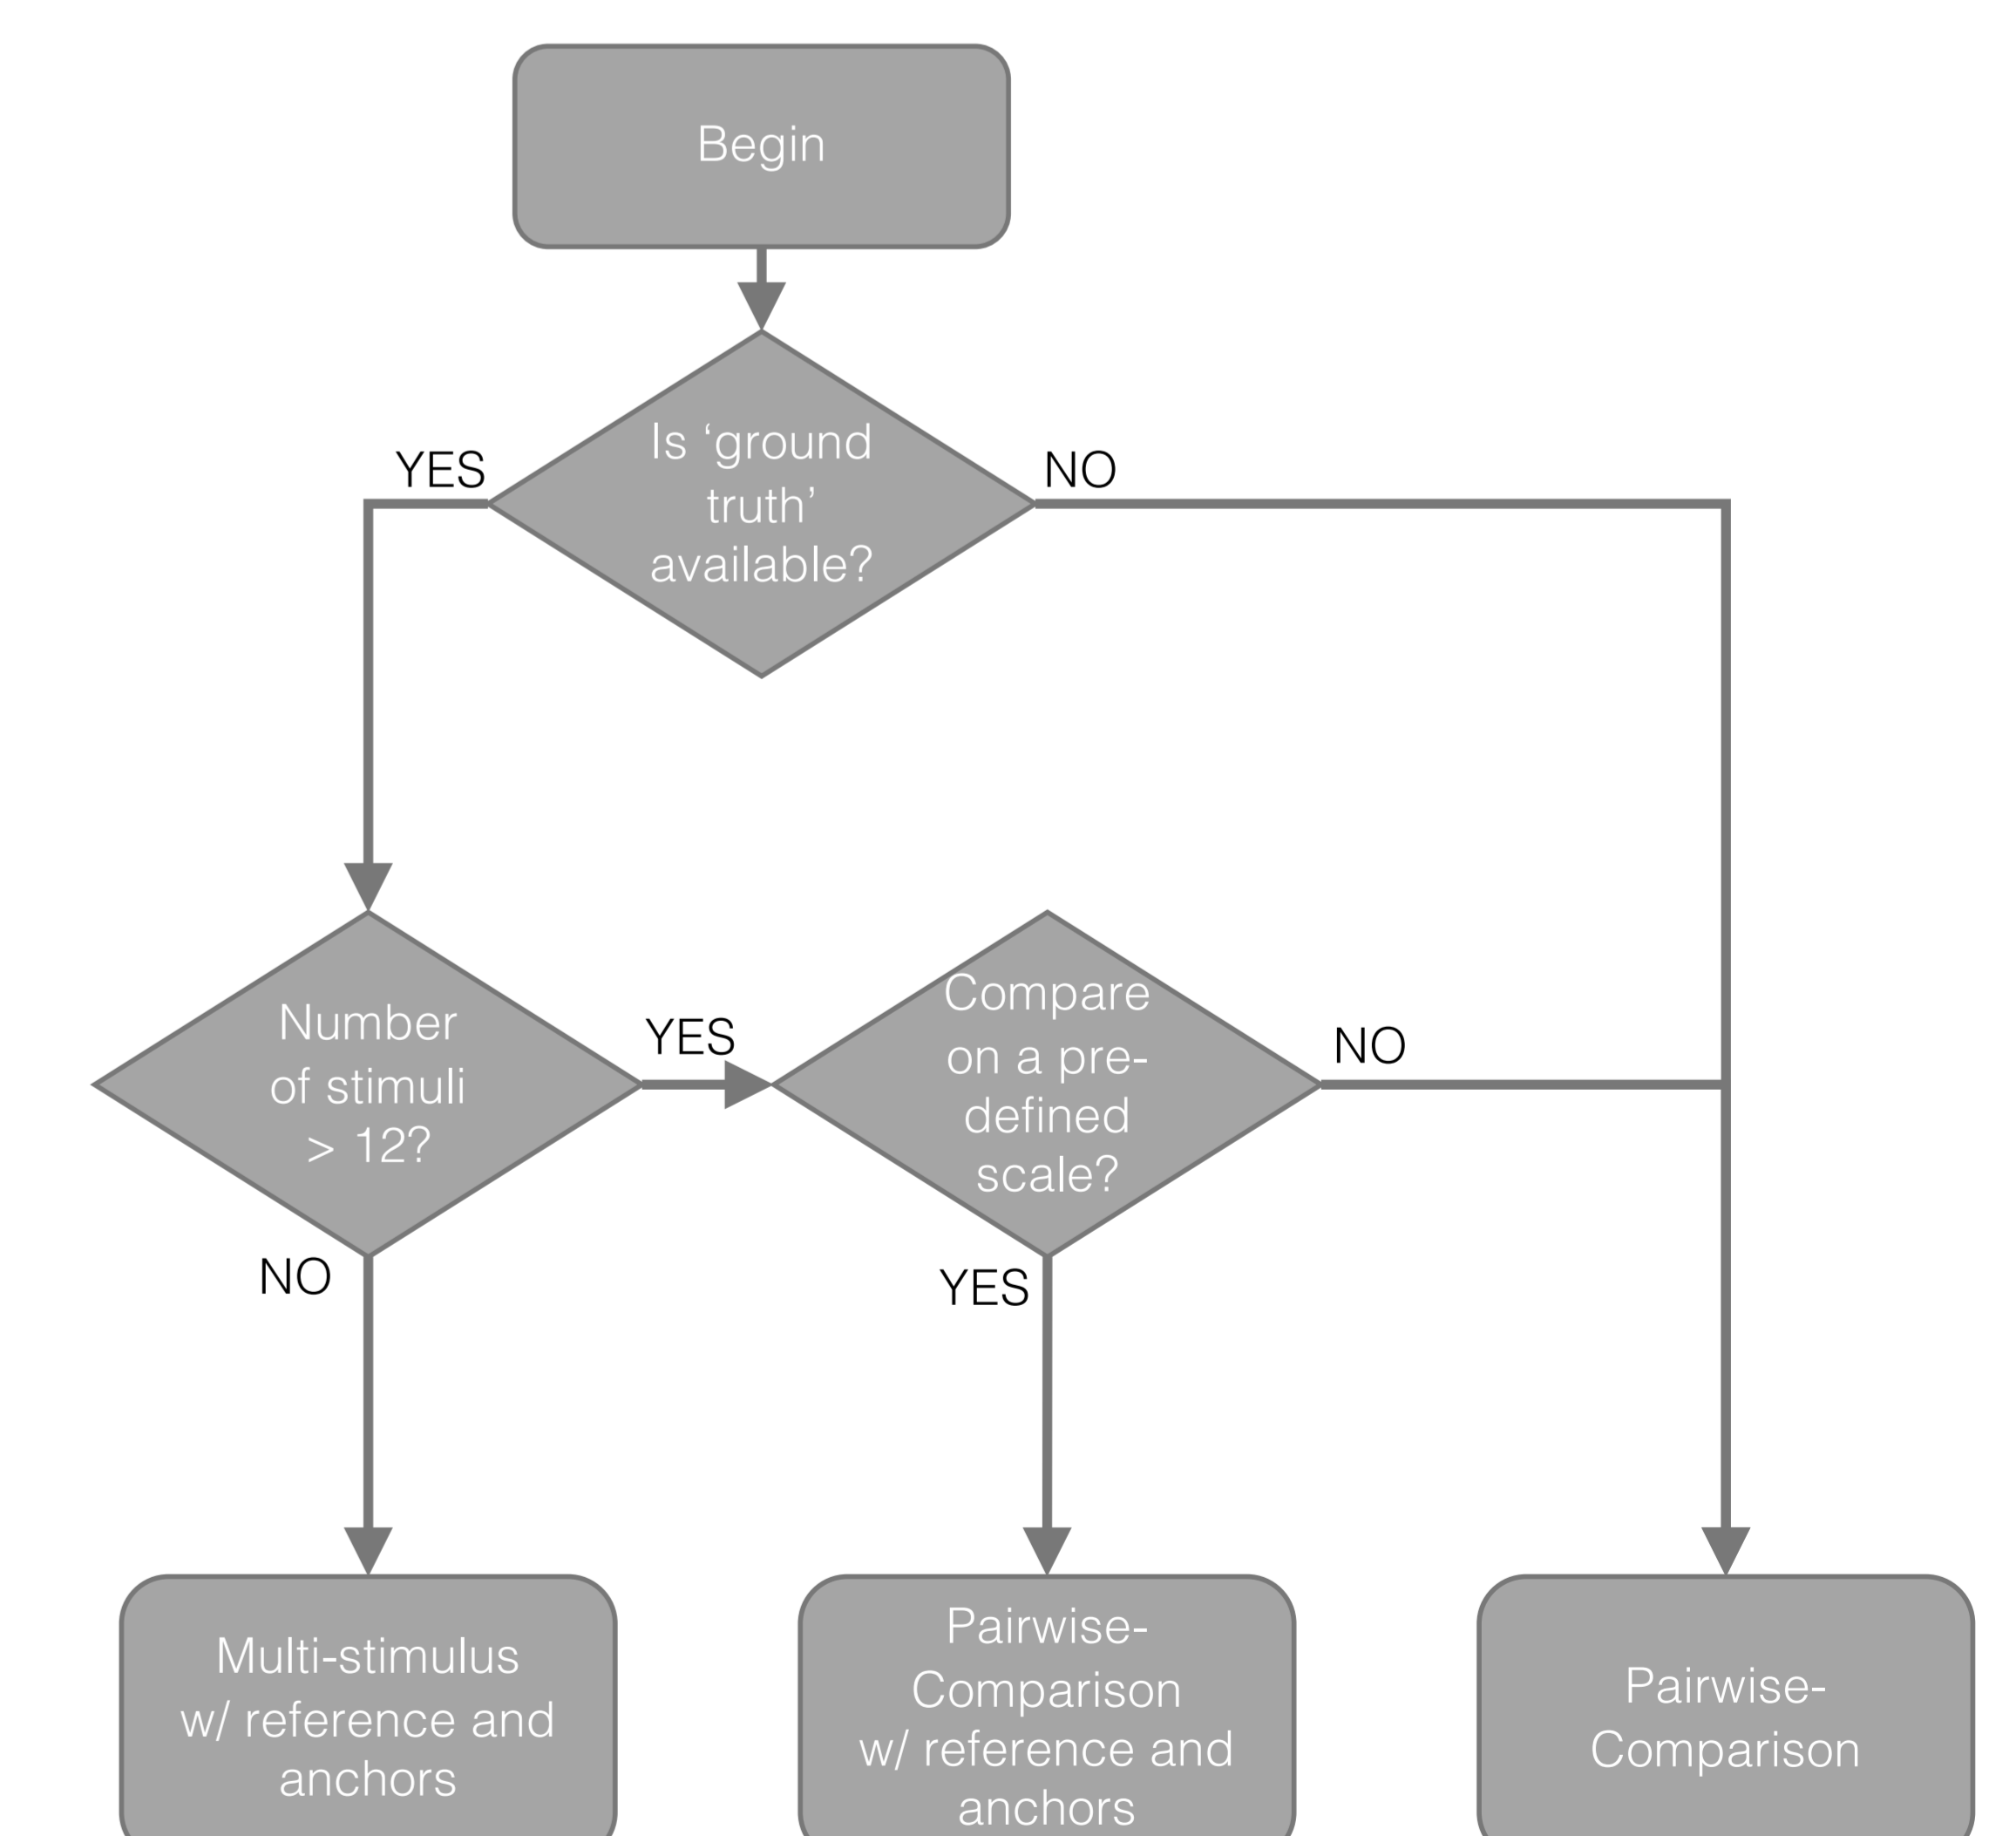 Begin
Is ‘ground
truth’
available?
YES
NO
Number
of stimuli
> 12?
YES
Compare
on a pre-
defined
scale?
NO
NO
YES
Multi-stimulus
w/ reference and
anchors
Pairwise-
Comparison
w/ reference and
anchors
Pairwise-
Comparison